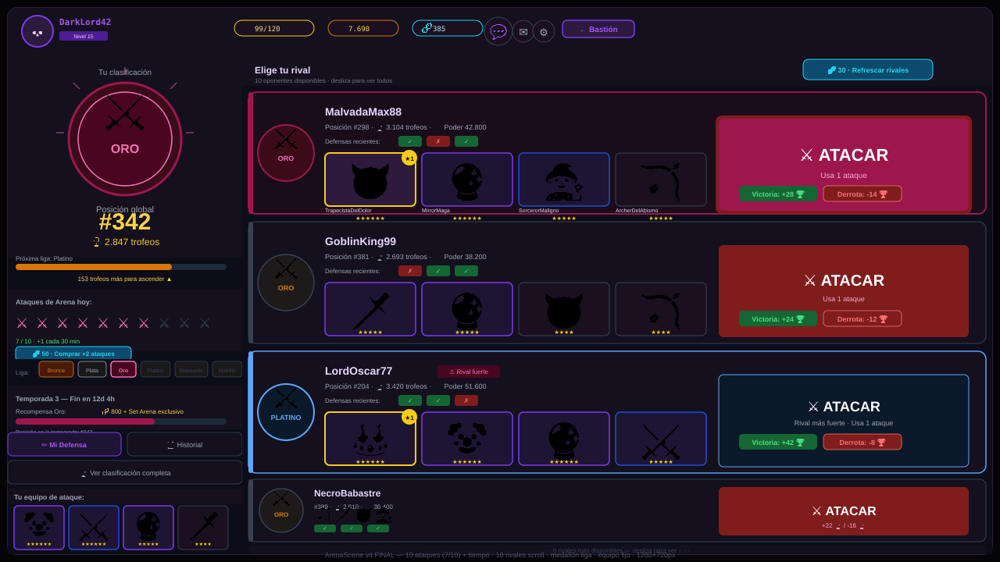 DarkLord42
Nivel 15
99/120
7.690
385
← Bastión
Tu clasificación
ORO
Posición global
#342
2.847 trofeos
Próxima liga: Platino
153 trofeos más para ascender ▲
Ataques de Arena hoy:
7 / 10 · +1 cada 30 min
50 · Comprar +2 ataques
Liga:
Bronce
Plata
Oro
Platino
Diamante
Maldito
Temporada 3 — Fin en 12d 4h
Recompensa Oro:
800 + Set Arena exclusivo
Posición en la temporada: #342
✏ Mi Defensa
Historial
Ver clasificación completa
Tu equipo de ataque:
★★★★★★
★★★★★★
★★★★★
★★★★
Elige tu rival
10 oponentes disponibles · desliza para ver todos
30 · Refrescar rivales
ORO
MalvadaMax88
Posición #298 · 3.104 trofeos · Poder 42.800
Defensas recientes: ✓ ✗ ✓
★1
TrapecistaDelDolor
MirrorMaga
SorcerorMaligno
ArcherDelAbismo
★★★★★★
★★★★★★
★★★★★
★★★★★
⚔ ATACAR
Usa 1 ataque
Victoria: +28 🏆
Derrota: -14 🏆
ORO
GoblinKing99
Posición #381 · 2.693 trofeos · Poder 38.200
Defensas recientes: ✗ ✓ ✓
★★★★★
★★★★★
★★★★
★★★★
⚔ ATACAR
Usa 1 ataque
Victoria: +24 🏆
Derrota: -12 🏆
PLATINO
LordOscar77
⚠ Rival fuerte
Posición #204 · 3.420 trofeos · Poder 51.600
Defensas recientes: ✓ ✓ ✗
★1
★★★★★★
★★★★★★
★★★★★★
★★★★★
⚔ ATACAR
Rival más fuerte · Usa 1 ataque
Victoria: +42 🏆
Derrota: -8 🏆
ORO
NecroBabastre
#389 · 2.610 · 36.400
✓ ✓ ✓
⚔ ATACAR
+22 / -16
6 rivales más disponibles — desliza para ver ↓
ArenaScene v4 FINAL — 10 ataques (7/10) + tiempo · 10 rivales scroll · medallón liga · equipo fijo · 1280×720px